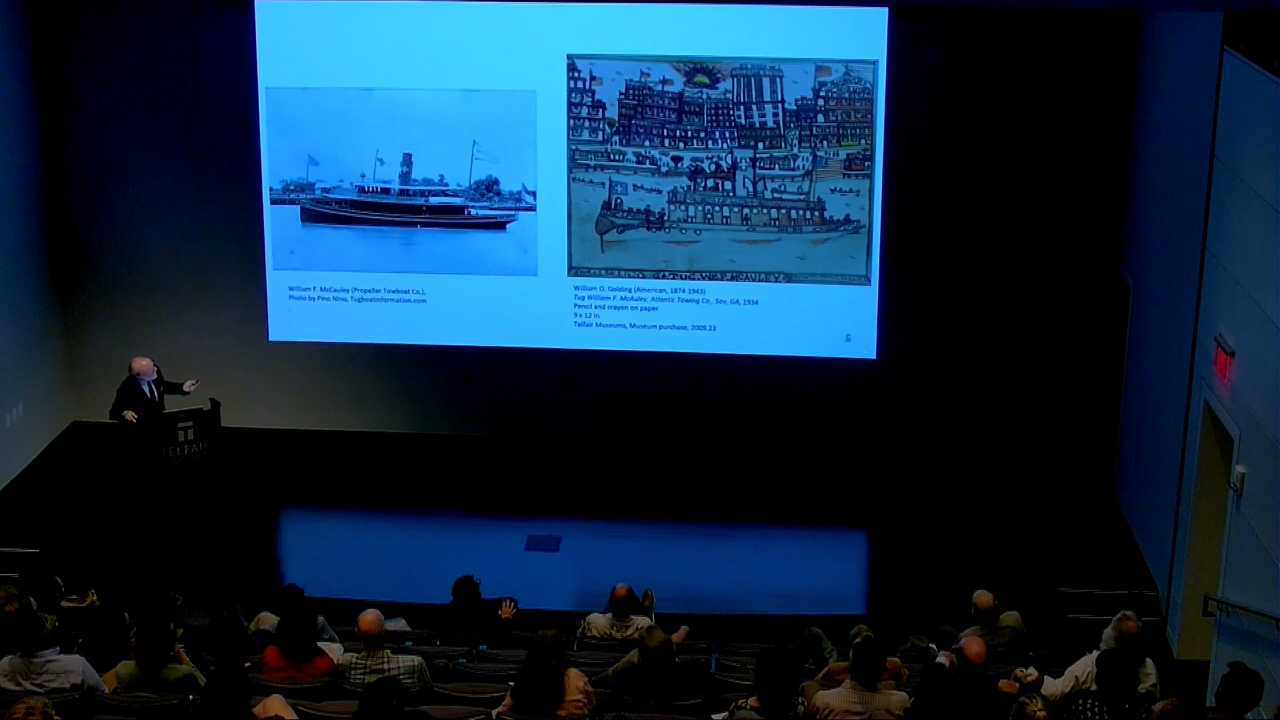 William F. McCauley (Propeller Towboat Co.),
Photo by Pino Nino, Tugboatinformation.com
William O. Golding (American, 1874-1943)
Tug William F. McAuley, Atlantic Towing Co., Sav, GA, 1934
Pencil and crayon on paper
9 x 12 in.
Telfair Museums, Museum purchase, 2009.23
TELFAIR